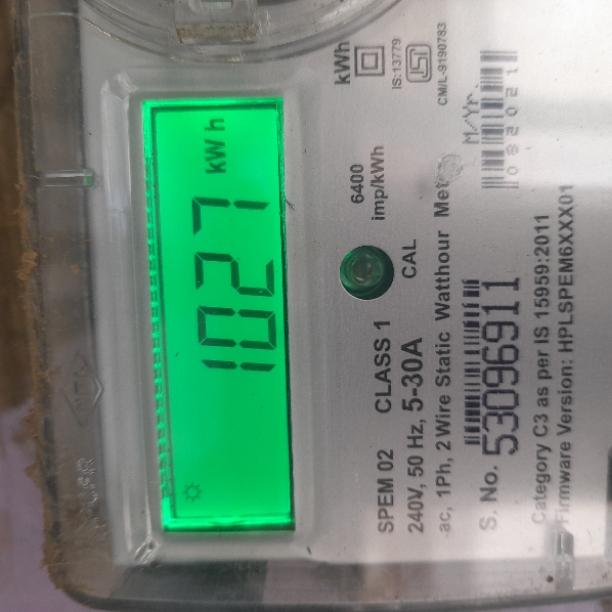 1027 kWh
kWh
IS:13779
CM/L-9190783
6400
imp/kWh
CAL
M/Yr.
082021
SPEM 02 CLASS 1
240V, 50 Hz, 5-30A
ac, 1Ph, 2 Wire Static Watthour
S. No. 53096911
Category C3 as per IS 15959:2011
Firmware Version: HPLSPEM6XXX01